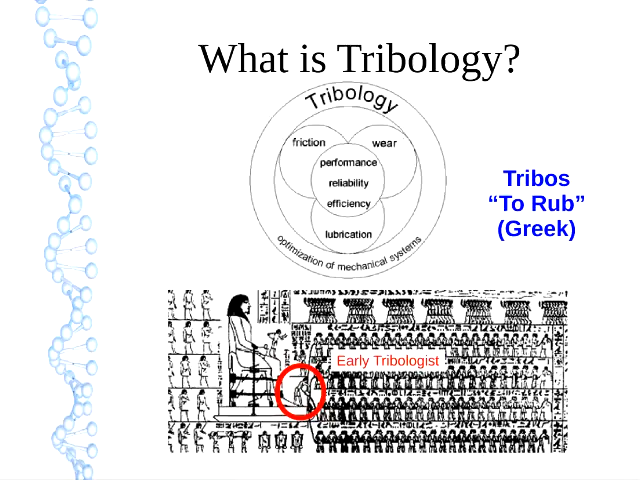 What is Tribology?
Tribology
friction
wear
performance
reliability
efficiency
lubrication
optimization of mechanical systems
Tribos
“To Rub”
(Greek)
Early Tribologist